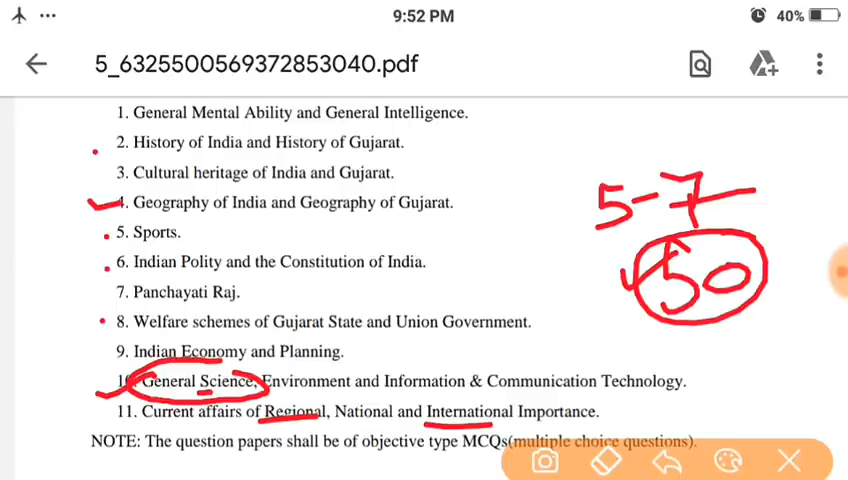 9:52 PM
40%
5_6325500569372853040.pdf
1. General Mental Ability and General Intelligence.
2. History of India and History of Gujarat.
3. Cultural heritage of India and Gujarat.
4. Geography of India and Geography of Gujarat.
5-7
5. Sports.
6. Indian Polity and the Constitution of India.
50
7. Panchayati Raj.
8. Welfare schemes of Gujarat State and Union Government.
9. Indian Economy and Planning.
10. General Science, Environment and Information & Communication Technology.
11. Current affairs of Regional, National and International Importance.
NOTE: The question papers shall be of objective type MCQs(multiple choice questions).